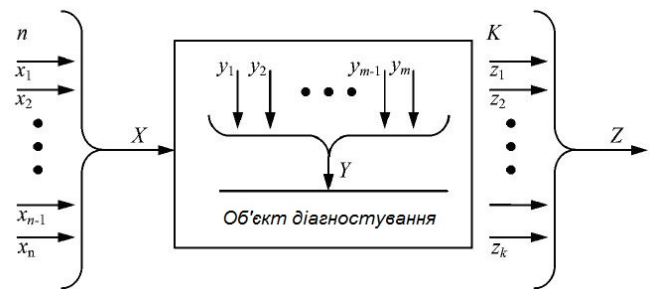 n
x1
x2
xn-1
xn
X
y1 y2 ym-1 ym
Y
Об'єкт діагностування
K
z1
z2
zk
Z